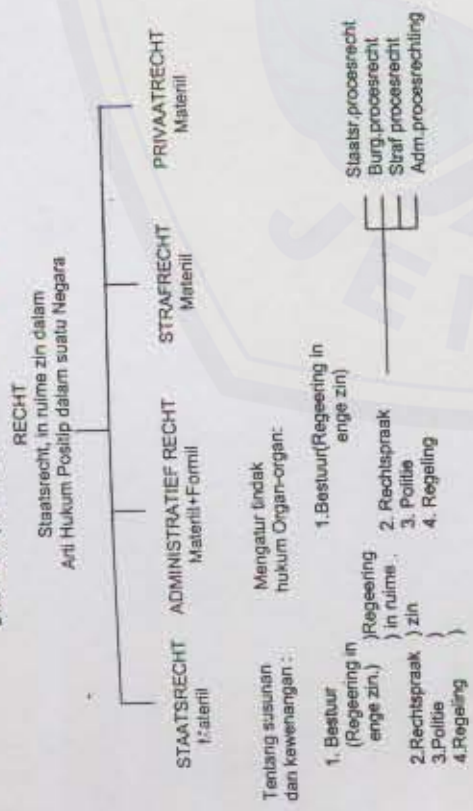 RECHT
Staatsrecht, in ruime zin dalam
Arti Hukum Positip dalam suatu Negara
STAATSRECHT
ADMINISTRATIEF RECHT
Materiil+Formil
STRAFRECHT
Materiil
PRIVAATRECHT
Materiil
Tentang susunan
dan kewenangan :
1. Bestuur
(Regeering in
enge zin,)
2.Rechtspraak
3.Politie
4.Regeling
)Regeering
) in ruime .
) zin
)
)
Mengatur tindak
hukum Organ-organ:
1.Bestuur(Regeering in
enge zin)
2. Rechtspraak
3. Politie
4. Regeling
Staatsr.procesrecht
Burg.procesrecht
Straf procesrecht
Adm.procesrechting